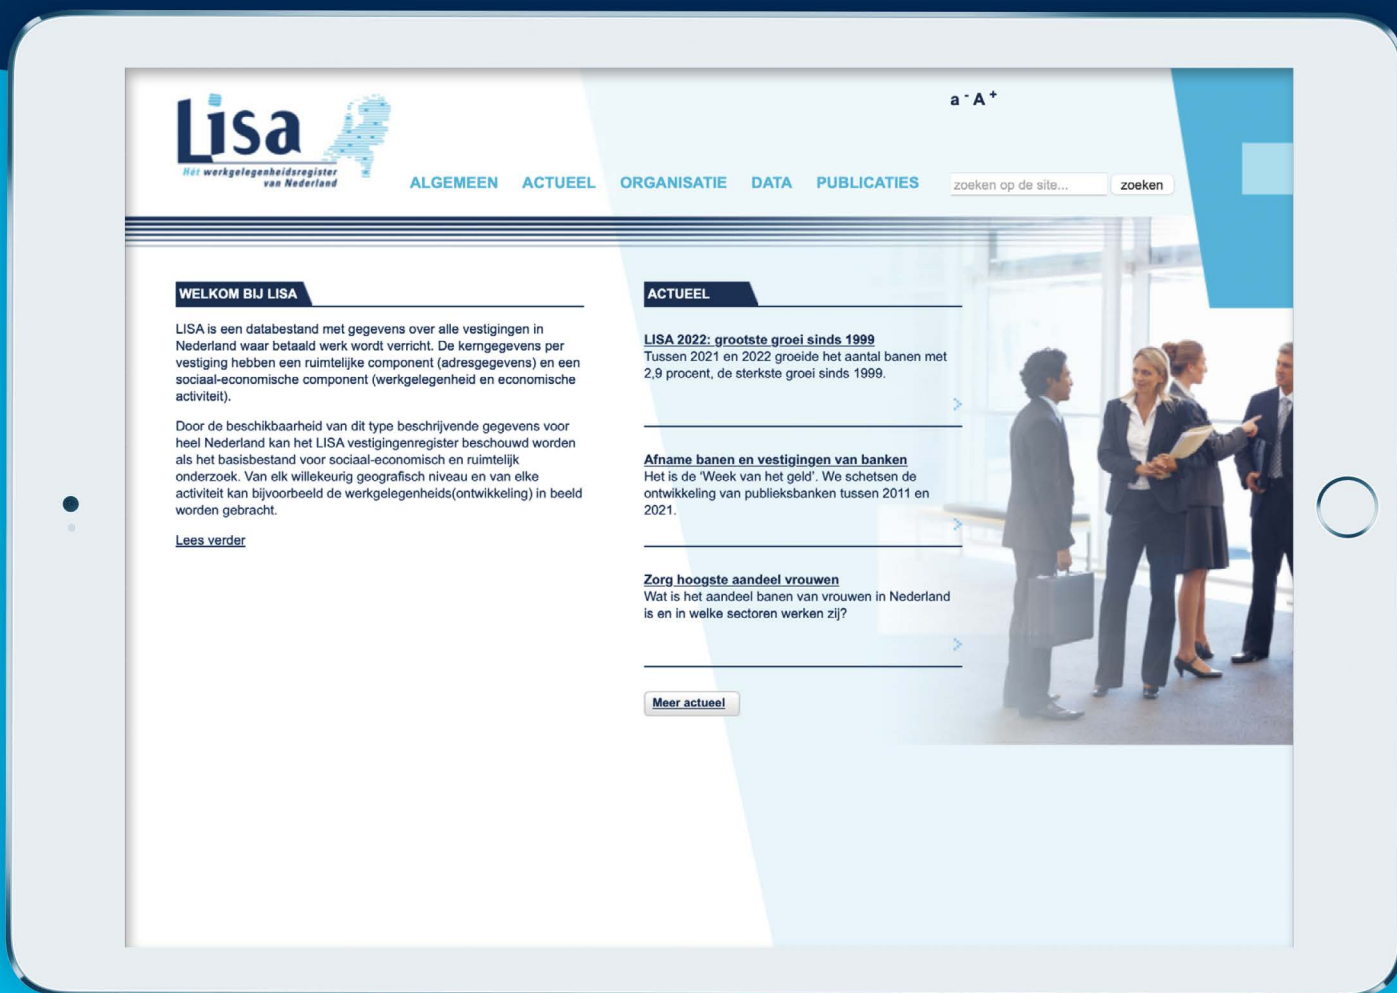 Lisa
Hét werkgelegenheidsregister
van Nederland
a - A +
ALGEMEEN ACTUEEL ORGANISATIE DATA PUBLICATIES zoeken op de site... zoeken
WELKOM BIJ LISA
LISA is een databestand met gegevens over alle vestigingen in
Nederland waar betaald werk wordt verricht. De kerngegevens per
vestiging hebben een ruimtelijke component (adresgegevens) en een
sociaal-economische component (werkgelegenheid en economische
activiteit).
Door de beschikbaarheid van dit type beschrijvende gegevens voor
heel Nederland kan het LISA vestigingenregister beschouwd worden
als het basisbestand voor sociaal-economisch en ruimtelijk
onderzoek. Van elk willekeurig geografisch niveau en van elke
activiteit kan bijvoorbeeld de werkgelegenheids(ontwikkeling) in beeld
worden gebracht.
Lees verder
ACTUEEL
LISA 2022: grootste groei sinds 1999
Tussen 2021 en 2022 groeide het aantal banen met
2,9 procent, de sterkste groei sinds 1999.
Afname banen en vestigingen van banken
Het is de 'Week van het geld'. We schetsen de
ontwikkeling van publieksbanken tussen 2011 en
2021.
Zorg hoogste aandeel vrouwen
Wat is het aandeel banen van vrouwen in Nederland
is en in welke sectoren werken zij?
Meer actueel